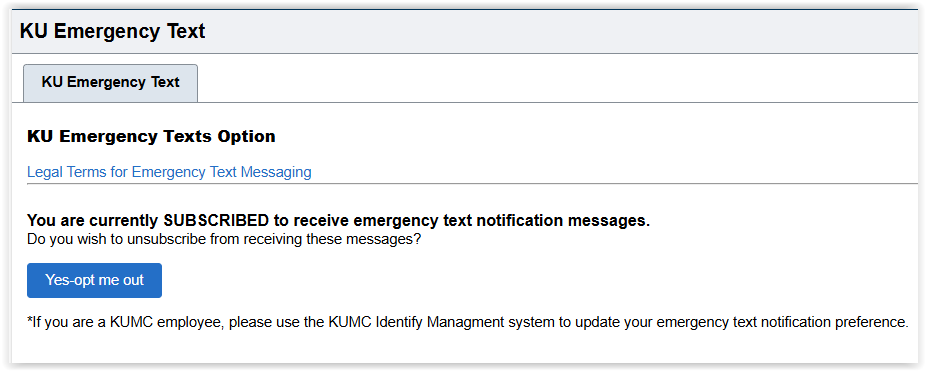 KU Emergency Text
KU Emergency Text
KU Emergency Texts Option
Legal Terms for Emergency Text Messaging
You are currently SUBSCRIBED to receive emergency text notification messages.
Do you wish to unsubscribe from receiving these messages?
Yes-opt me out
*If you are a KUMC employee, please use the KUMC Identify Managment system to update your emergency text notification preference.